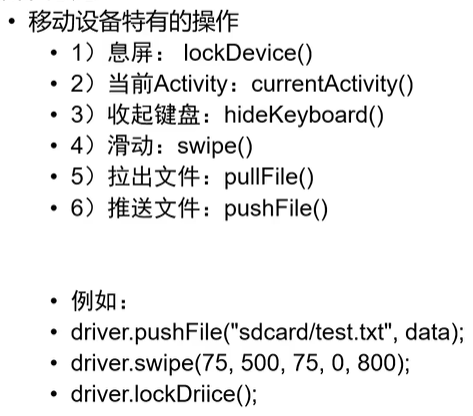 • 移动设备特有的操作
• 1）息屏： lockDevice()
• 2）当前Activity：currentActivity()
• 3）收起键盘：hideKeyboard()
• 4）滑动：swipe()
• 5）拉出文件：pullFile()
• 6）推送文件：pushFile()
• 例如：
• driver.pushFile("sdcard/test.txt", data);
• driver.swipe(75, 500, 75, 0, 800);
• driver.lockDriice();